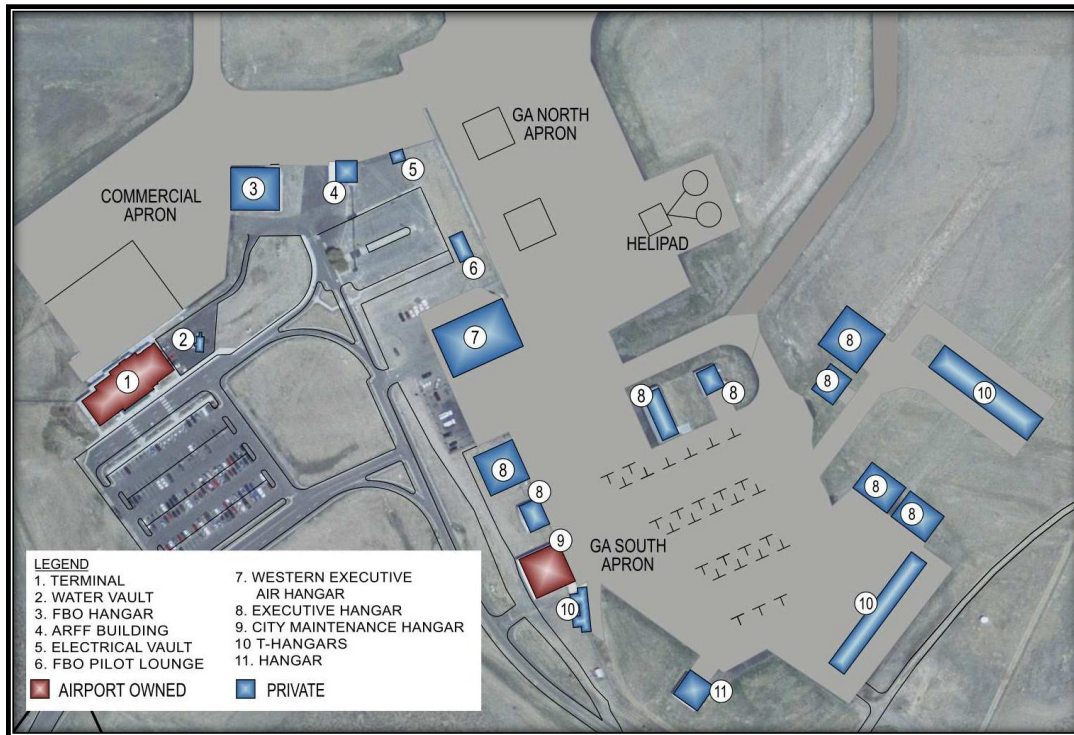 GA NORTH
APRON
COMMERCIAL
APRON
HELIPAD
GA SOUTH
APRON
1
2
3
4
5
6
7
8
8
8
8
8
8
8
8
9
10
10
10
11
LEGEND
1. TERMINAL
2. WATER VAULT
3. FBO HANGAR
4. ARFF BUILDING
5. ELECTRICAL VAULT
6. FBO PILOT LOUNGE
7. WESTERN EXECUTIVE
AIR HANGAR
8. EXECUTIVE HANGAR
9. CITY MAINTENANCE HANGAR
10 T-HANGARS
11. HANGAR
AIRPORT OWNED
PRIVATE